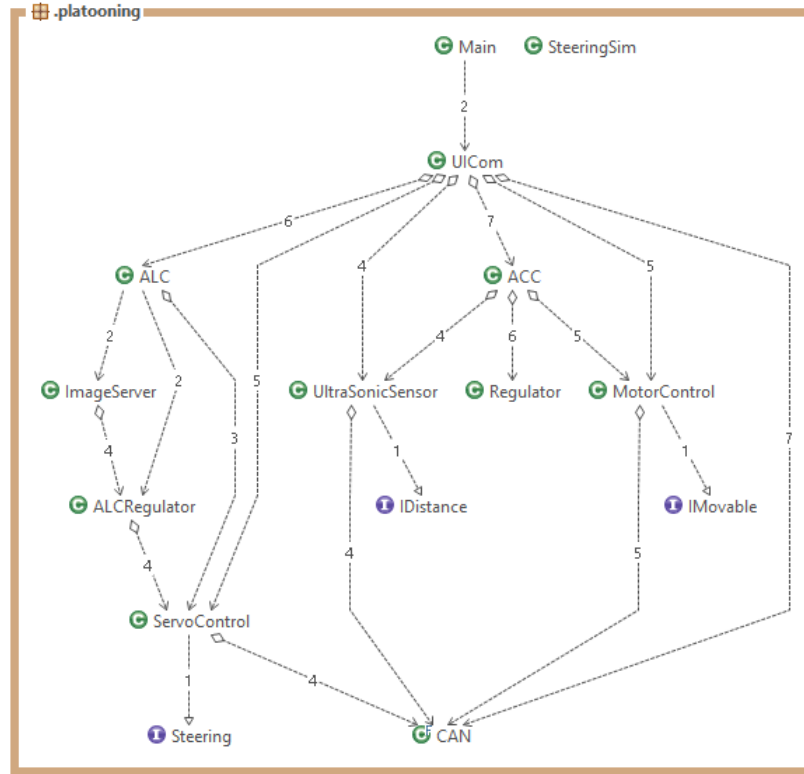 .platooning
C Main
C SteeringSim
2
C UICom
6
7
4
5
C ALC
C ACC
2
2
4
6
5
C ImageServer
C UltraSonicSensor
C Regulator
C MotorControl
5
3
7
4
1
1
C ALCRegulator
I IDistance
I IMovable
4
4
5
C ServoControl
1
4
I Steering
C F CAN